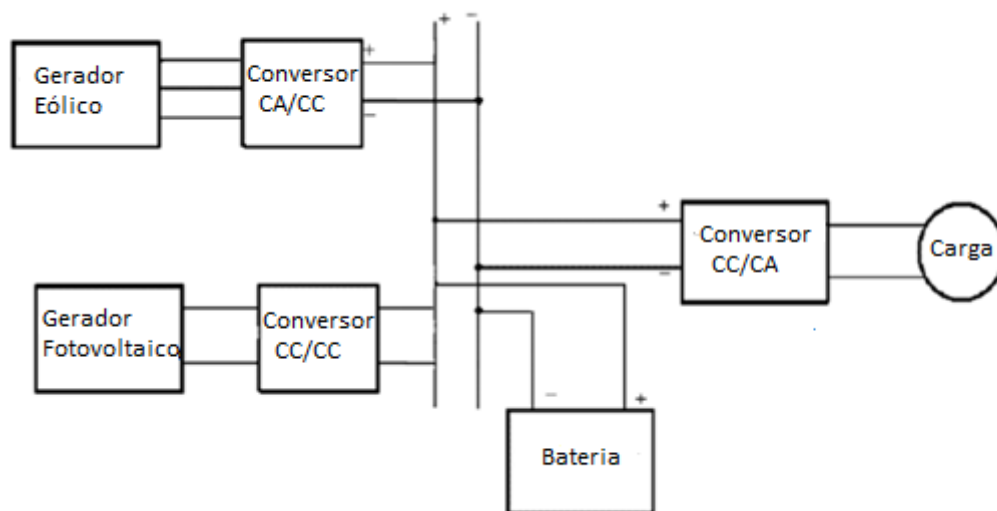 + −
Gerador
Eólico
Conversor
CA/CC
+
−
+
−
Conversor
CC/CA
Carga
Gerador
Fotovoltaico
Conversor
CC/CC
− +
Bateria